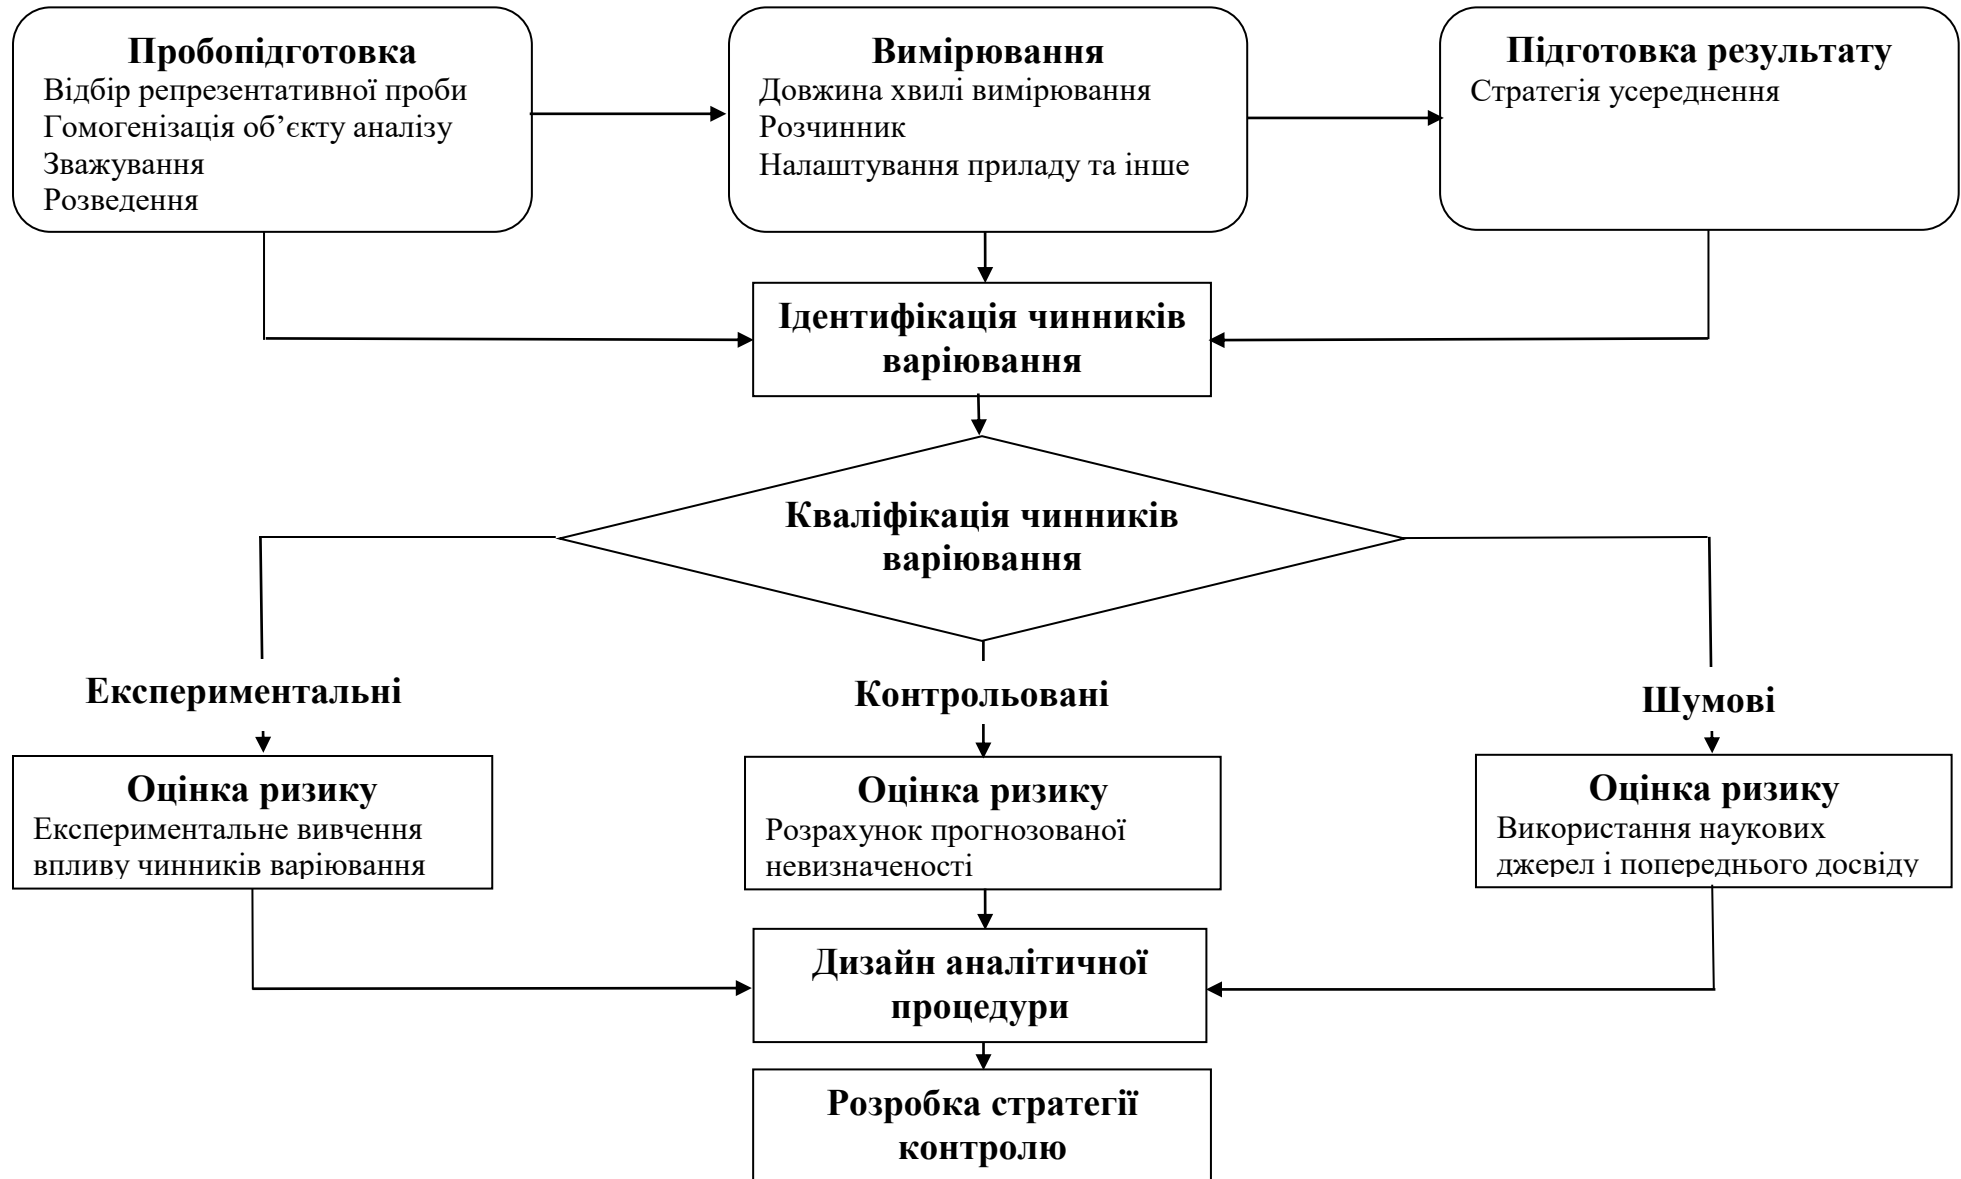 Пробопідготовка
Відбір репрезентативної проби
Гомогенізація об’єкту аналізу
Зважування
Розведення
Вимірювання
Довжина хвилі вимірювання
Розчинник
Налаштування приладу та інше
Підготовка результату
Стратегія усереднення
Ідентифікація чинників
варіювання
Кваліфікація чинників
варіювання
Експериментальні
Контрольовані
Шумові
Оцінка ризику
Експериментальне вивчення
впливу чинників варіювання
Оцінка ризику
Розрахунок прогнозованої
невизначеності
Оцінка ризику
Використання наукових
джерел і попереднього досвіду
Дизайн аналітичної
процедури
Розробка стратегії
контролю